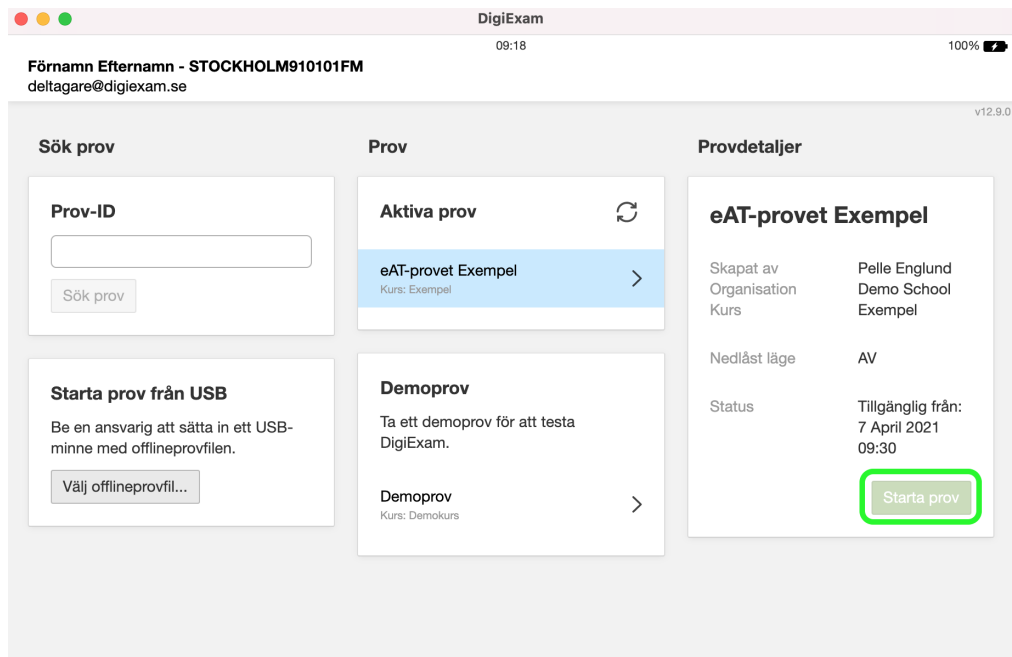 DigiExam
09:18
100%
Förnamn Efternamn - STOCKHOLM910101FM
deltagare@digiexam.se
v12.9.0
Sök prov
Prov-ID
Sök prov
Starta prov från USB
Be en ansvarig att sätta in ett USB-
minne med offlineprovfilen.
Välj offlineprovfil...
Prov
Aktiva prov
eAT-provet Exempel
Kurs: Exempel
Demoprov
Ta ett demoprov för att testa
DigiExam.
Demoprov
Kurs: Demokurs
Provdetaljer
eAT-provet Exempel
Skapat av Pelle Englund
Organisation Demo School
Kurs Exempel
Nedlåst läge AV
Status Tillgänglig från:
7 April 2021
09:30
Starta prov